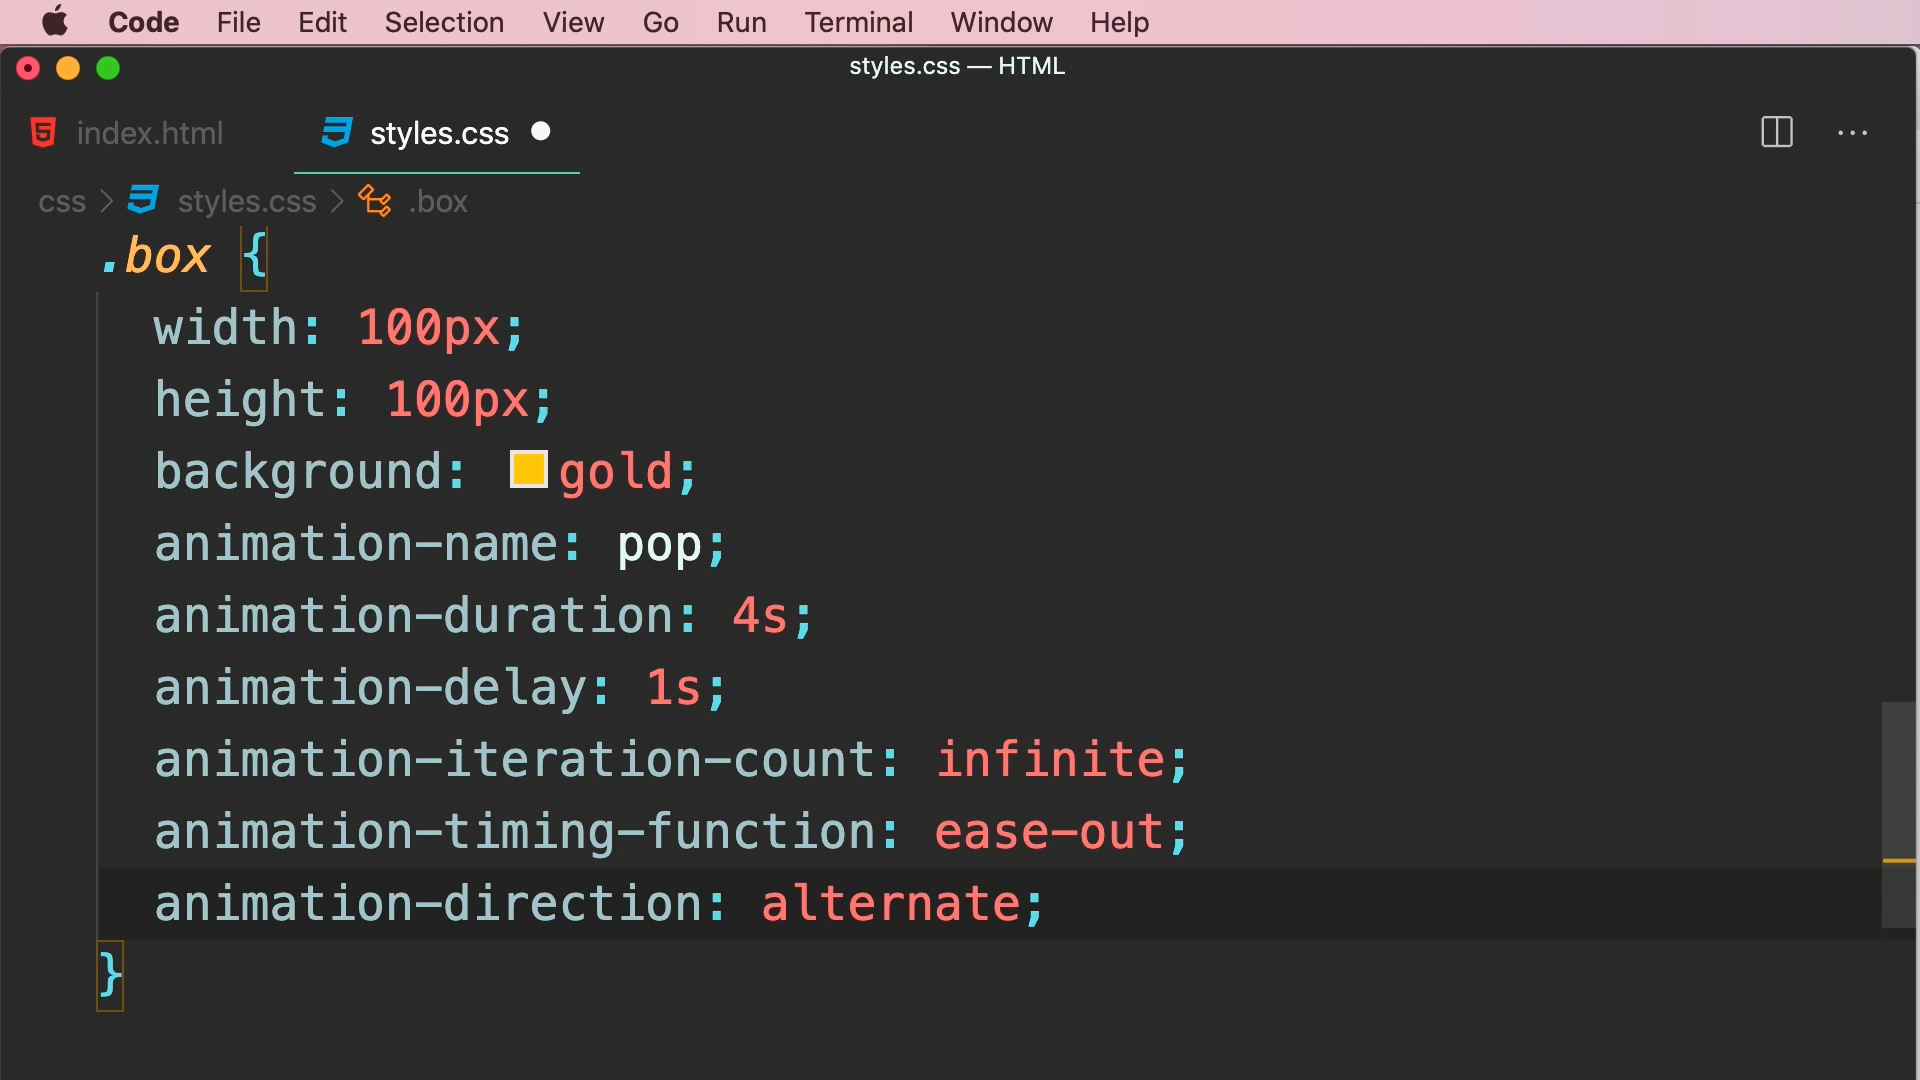 Code File Edit Selection View Go Run Terminal Window Help
styles.css — HTML
index.html styles.css
css > styles.css > .box
.box {
width: 100px;
height: 100px;
background: gold;
animation-name: pop;
animation-duration: 4s;
animation-delay: 1s;
animation-iteration-count: infinite;
animation-timing-function: ease-out;
animation-direction: alternate;
}